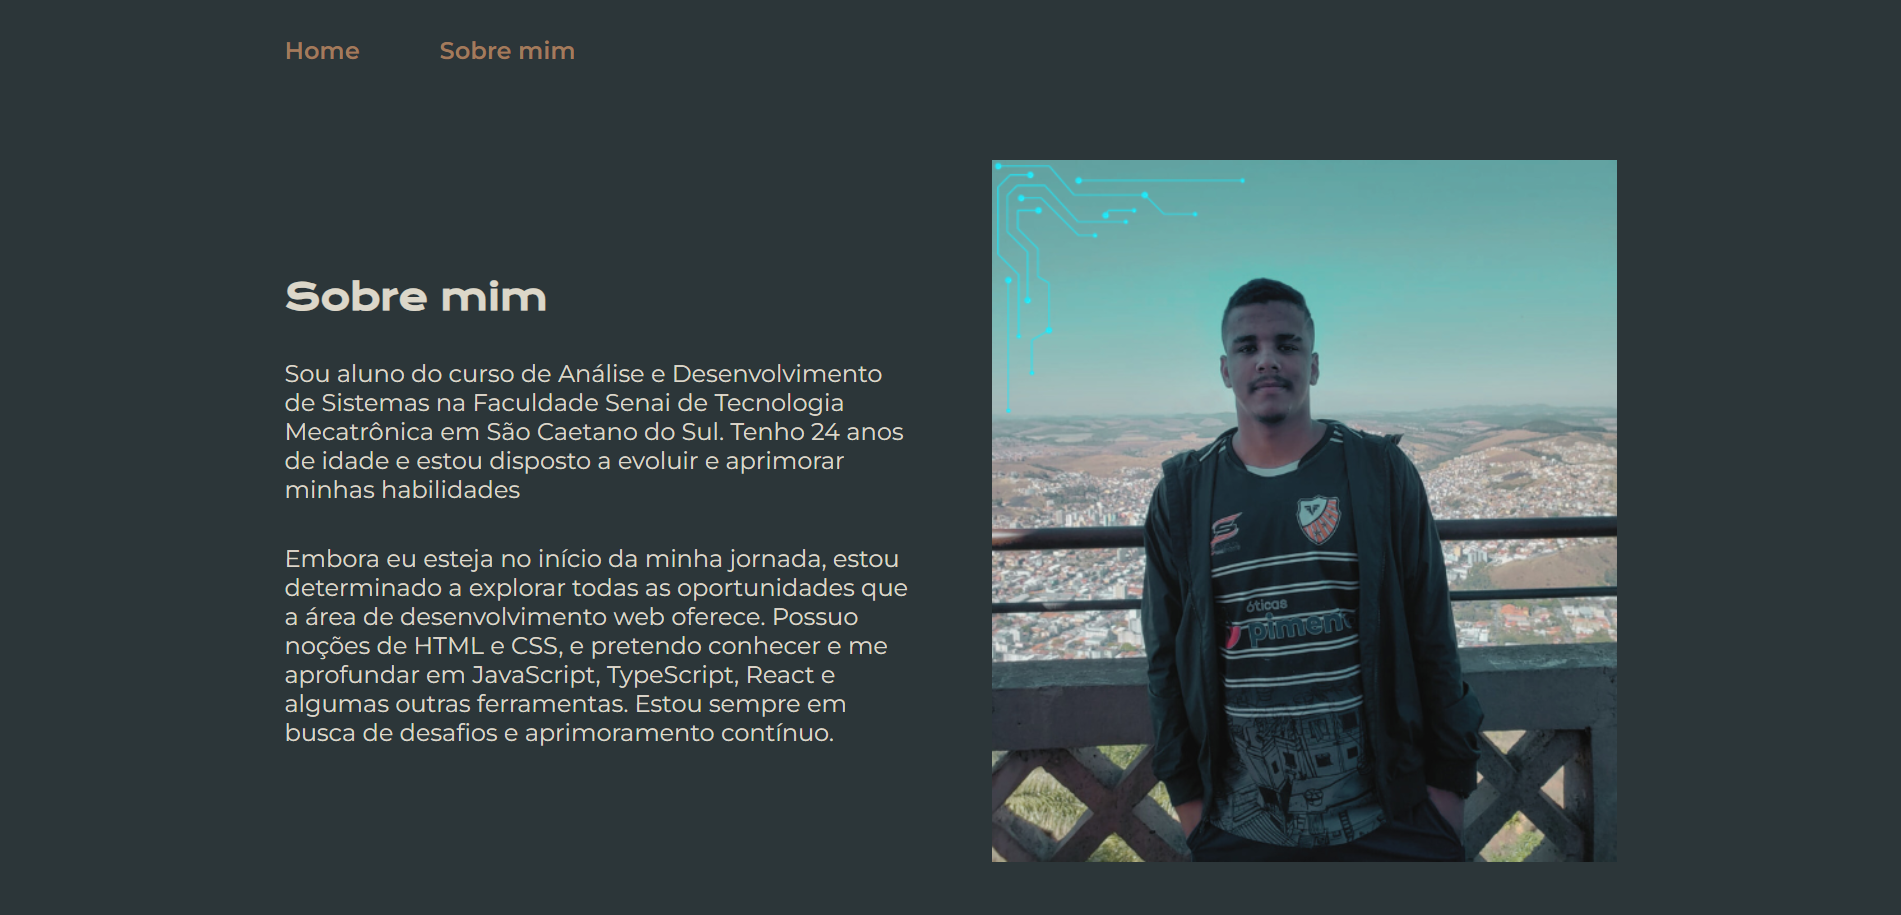 Home
Sobre mim
Sobre mim
Sou aluno do curso de Análise e Desenvolvimento
de Sistemas na Faculdade Senai de Tecnologia
Mecatrônica em São Caetano do Sul. Tenho 24 anos
de idade e estou disposto a evoluir e aprimorar
minhas habilidades
Embora eu esteja no início da minha jornada, estou
determinado a explorar todas as oportunidades que
a área de desenvolvimento web oferece. Possuo
noções de HTML e CSS, e pretendo conhecer e me
aprofundar em JavaScript, TypeScript, React e
algumas outras ferramentas. Estou sempre em
busca de desafios e aprimoramento contínuo.
óticas